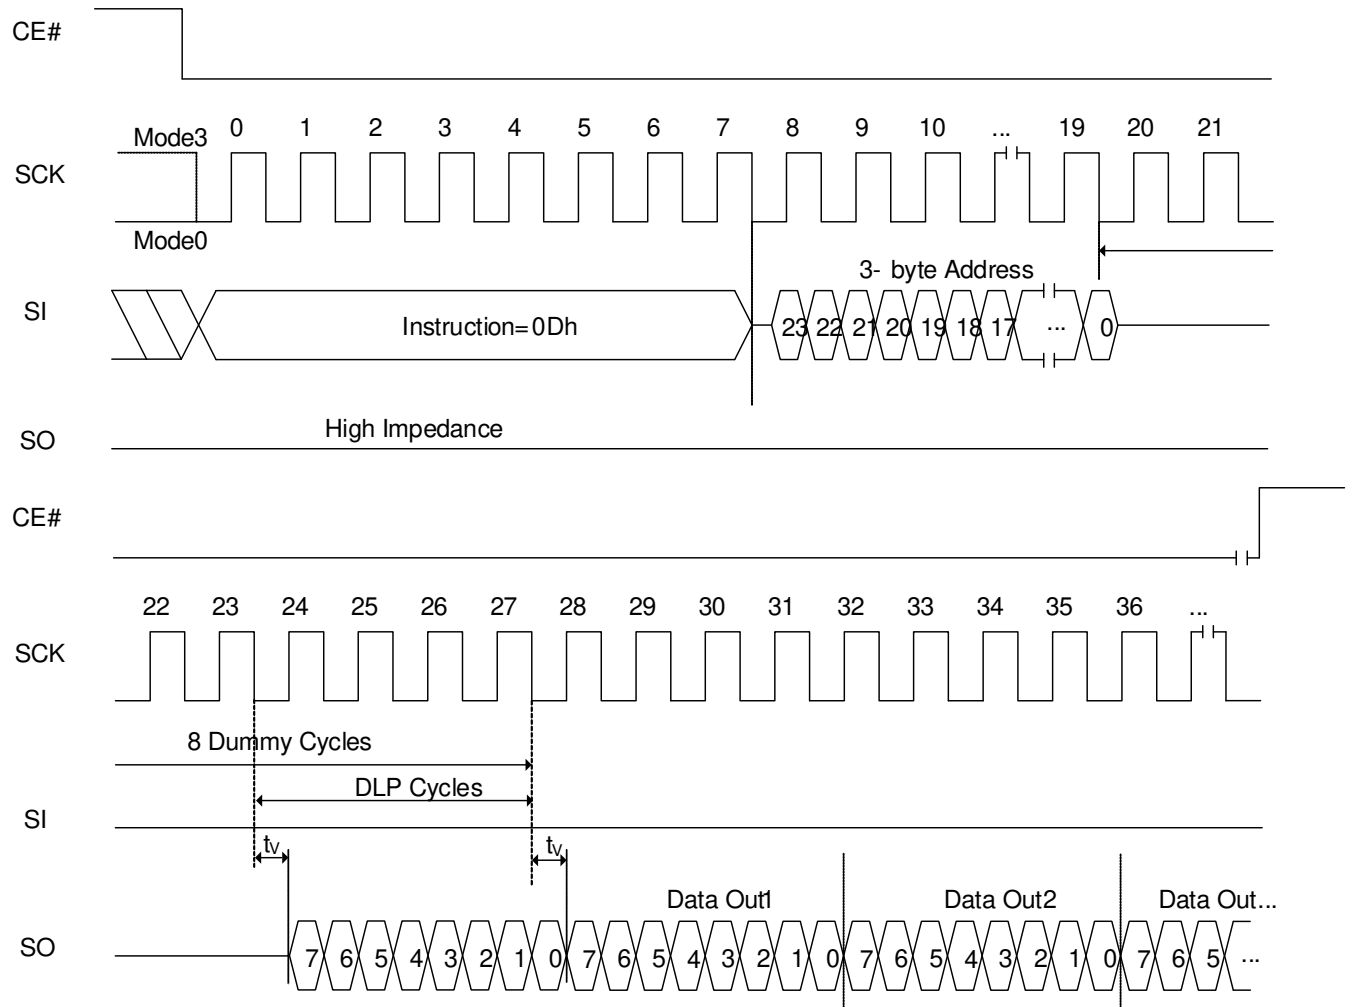 CE#
Mode3 0 1 2 3 4 5 6 7 8 9 10 ... 19 20 21
SCK
Mode0
3- byte Address
SI
Instruction= 0Dh 23 22 21 20 19 18 17 ... 0
High Impedance
SO
CE#
22 23 24 25 26 27 28 29 30 31 32 33 34 35 36 ...
SCK
8 Dummy Cycles
DLP Cycles
SI
tV tV
Data Out1 Data Out2 Data Out...
SO 7 6 5 4 3 2 1 0 7 6 5 4 3 2 1 0 7 6 5 4 3 2 1 0 7 6 5 ...